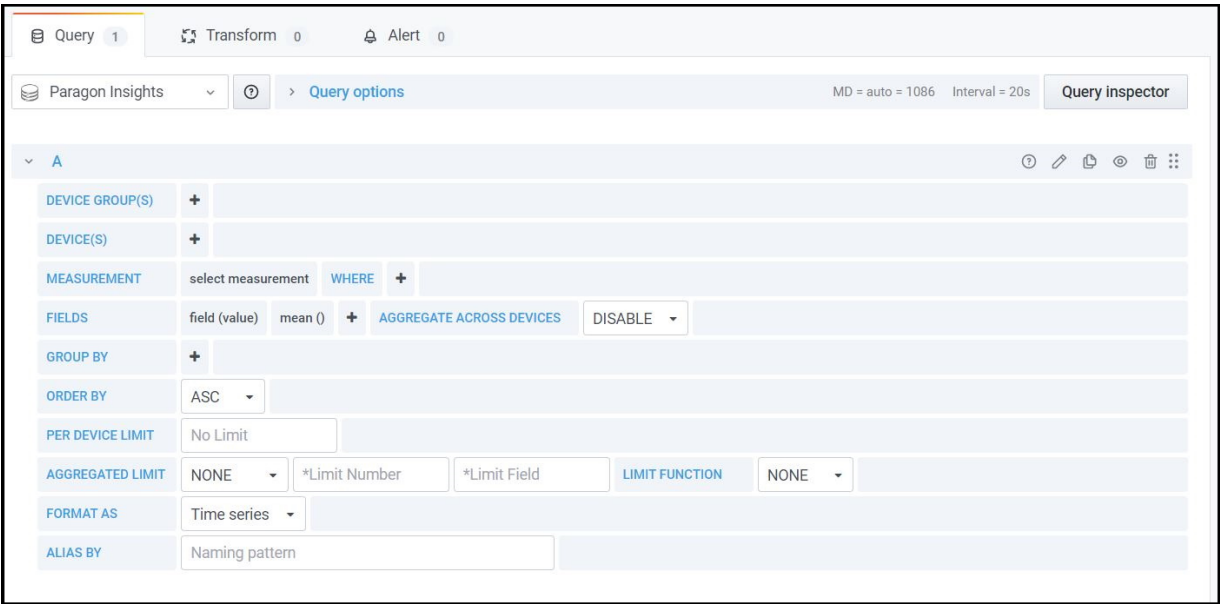 Query 1 Transform 0 Alert 0
Paragon Insights Query options MD = auto = 1086 Interval = 20s Query inspector
A
DEVICE GROUP(S) +
DEVICE(S) +
MEASUREMENT select measurement WHERE +
FIELDS field (value) mean () + AGGREGATE ACROSS DEVICES DISABLE
GROUP BY +
ORDER BY ASC
PER DEVICE LIMIT No Limit
AGGREGATED LIMIT NONE *Limit Number *Limit Field LIMIT FUNCTION NONE
FORMAT AS Time series
ALIAS BY Naming pattern